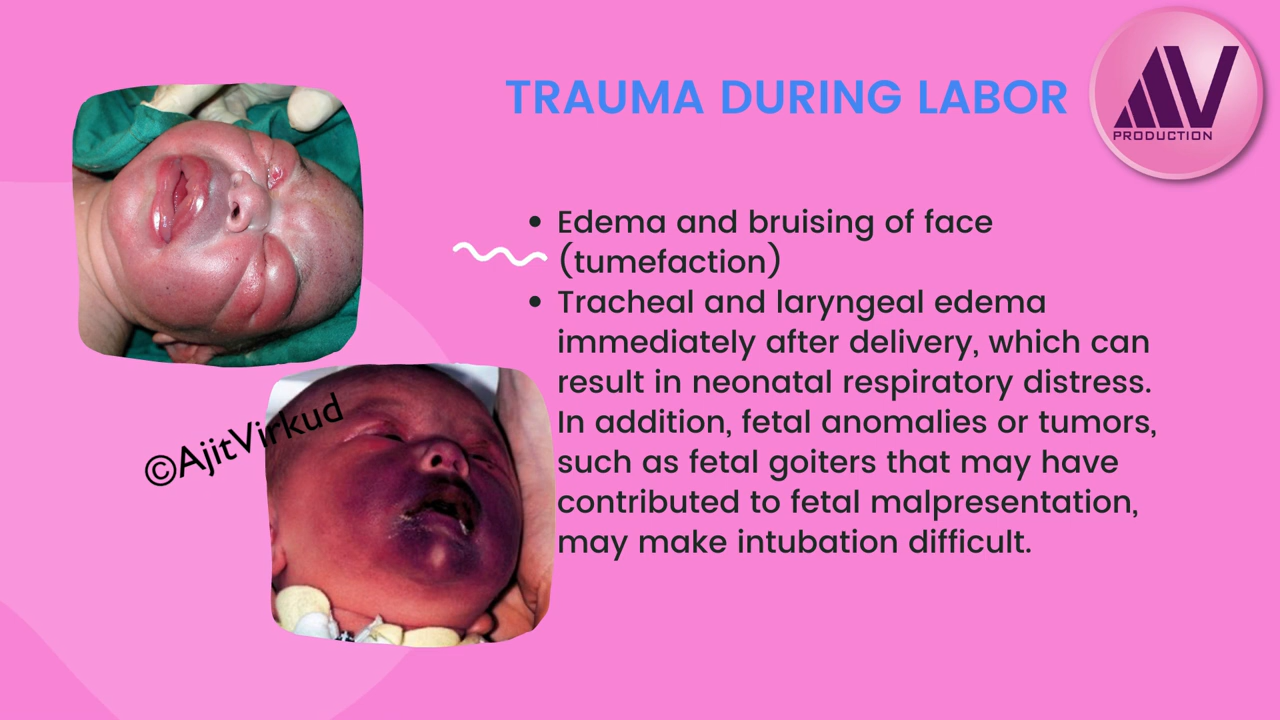 TRAUMA DURING LABOR
AV
PRODUCTION
• Edema and bruising of face
(tumefaction)
• Tracheal and laryngeal edema
immediately after delivery, which can
result in neonatal respiratory distress.
In addition, fetal anomalies or tumors,
such as fetal goiters that may have
contributed to fetal malpresentation,
may make intubation difficult.
©AjitVirkud